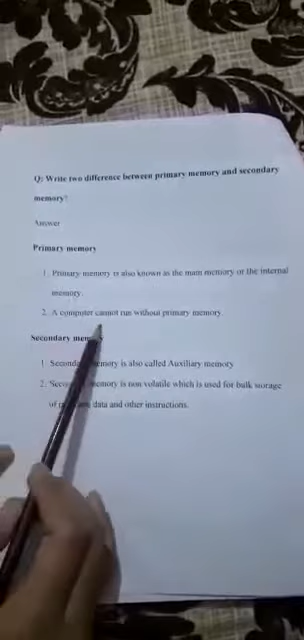 Q: Write two difference between primary memory and secondary
memory?
Answer
Primary memory
1. Primary memory is also known as the main memory or the internal
memory.
2. A computer cannot run without primary memory.
Secondary
1. Secondary memory is also called Auxiliary memory
2. memory is non volatile which is used for bulk storage
of data and other instructions.